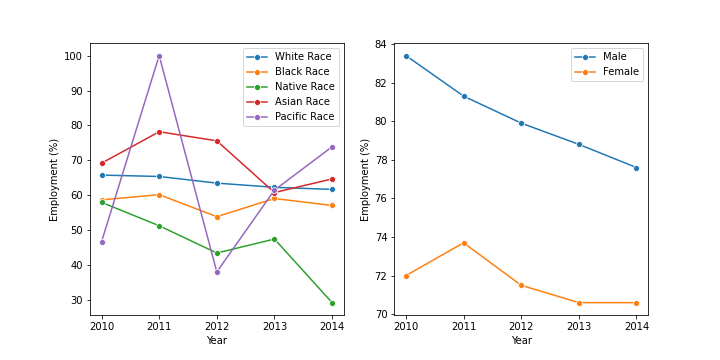 100
90
80
70
60
50
40
30
Employment (%)
2010 2011 2012 2013 2014
Year
White Race
Black Race
Native Race
Asian Race
Pacific Race
84
82
80
78
76
74
72
70
Employment (%)
2010 2011 2012 2013 2014
Year
Male
Female